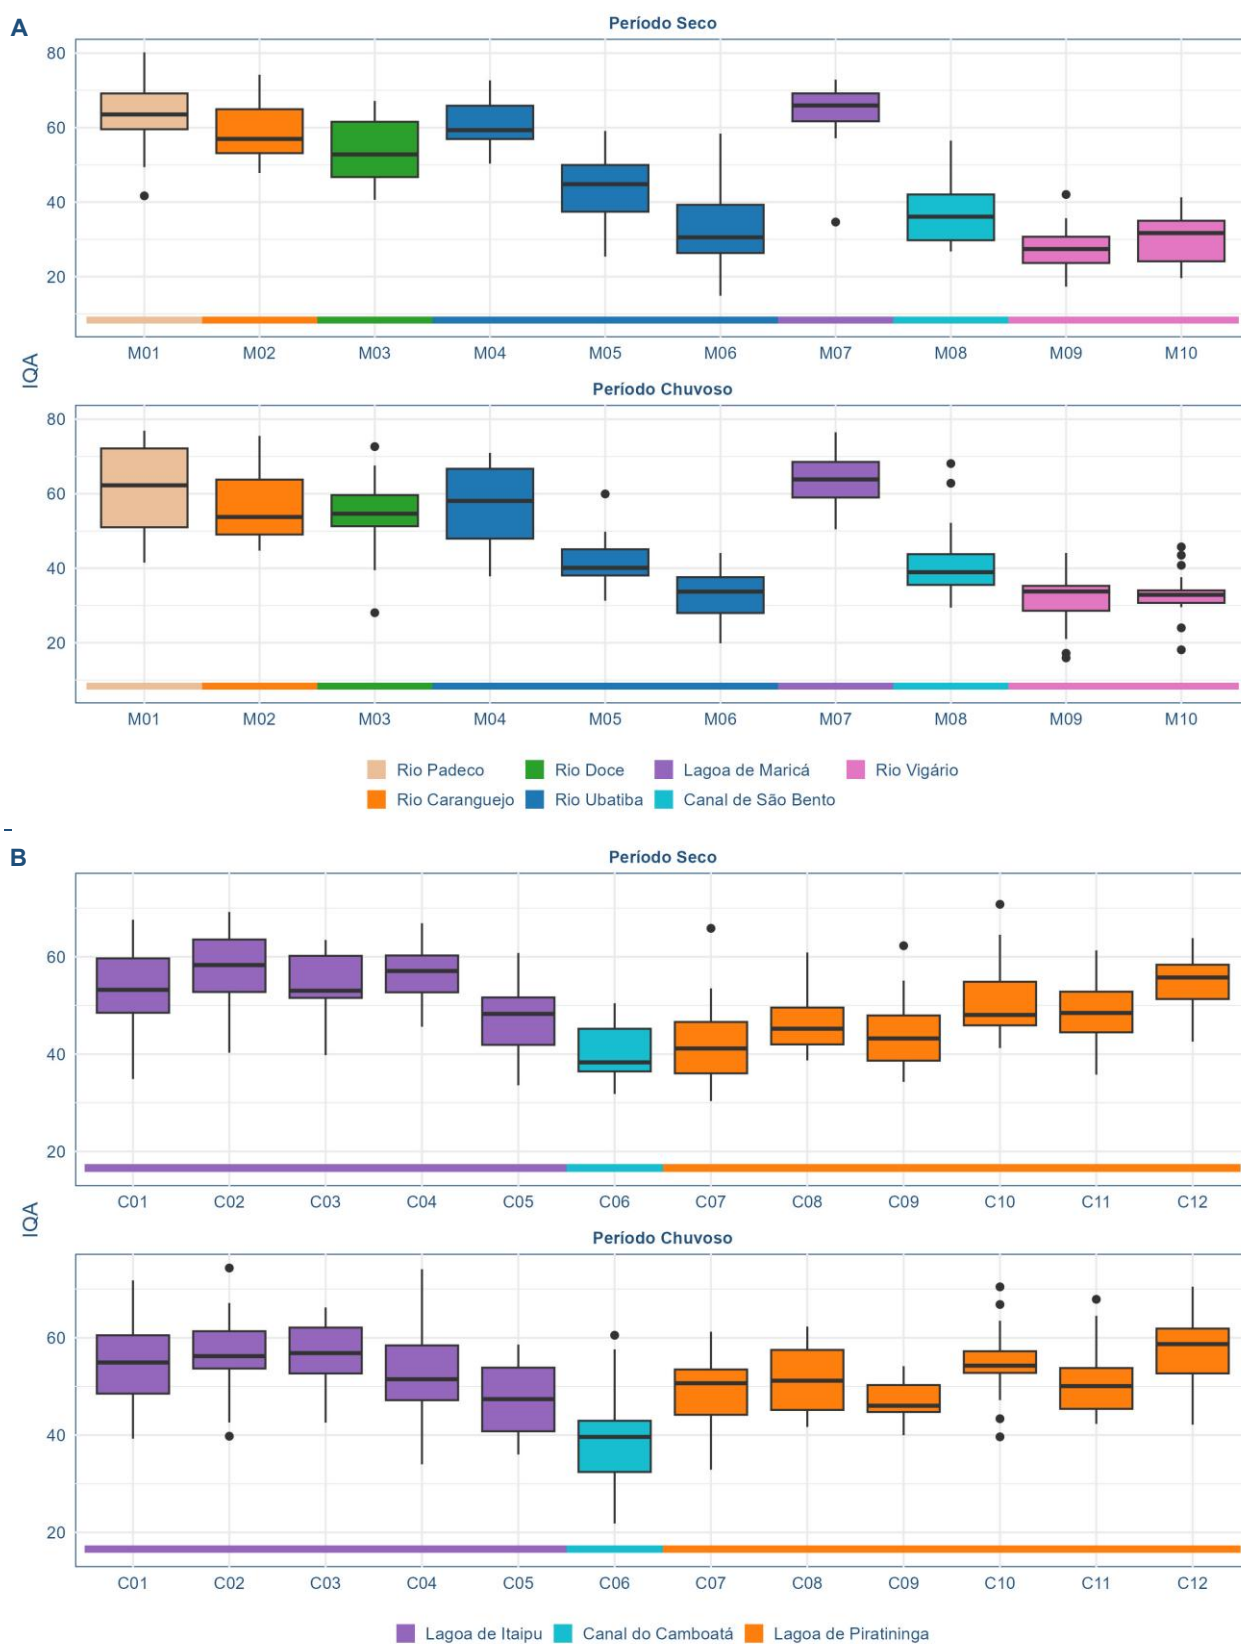 A
Período Seco
80
60
40
20
M01 M02 M03 M04 M05 M06 M07 M08 M09 M10
IQA
Período Chuvoso
80
60
40
20
M01 M02 M03 M04 M05 M06 M07 M08 M09 M10
Rio Padeco Rio Doce Lagoa de Maricá Rio Vigário
Rio Caranguejo Rio Ubatiba Canal de São Bento
B
Período Seco
60
40
20
C01 C02 C03 C04 C05 C06 C07 C08 C09 C10 C11 C12
IQA
Período Chuvoso
60
40
20
C01 C02 C03 C04 C05 C06 C07 C08 C09 C10 C11 C12
Lagoa de Itaipu Canal do Camboatá Lagoa de Piratininga